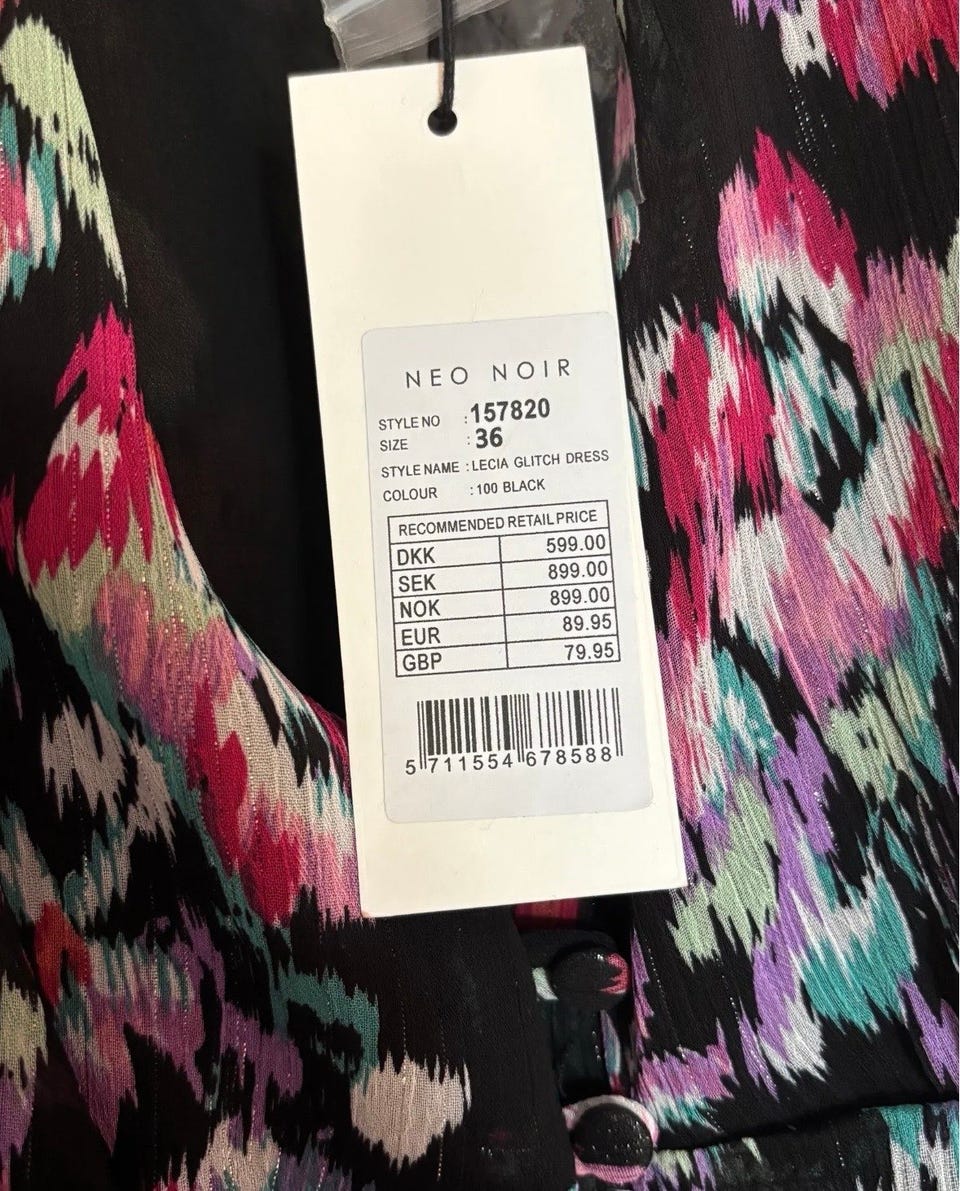 NEO NOIR
STYLE NO : 157820
SIZE : 36
STYLE NAME : LECIA GLITCH DRESS
COLOUR : 100 BLACK
RECOMMENDED RETAIL PRICE
DKK 599.00
SEK 899.00
NOK 899.00
EUR 89.95
GBP 79.95
5 711554 678588